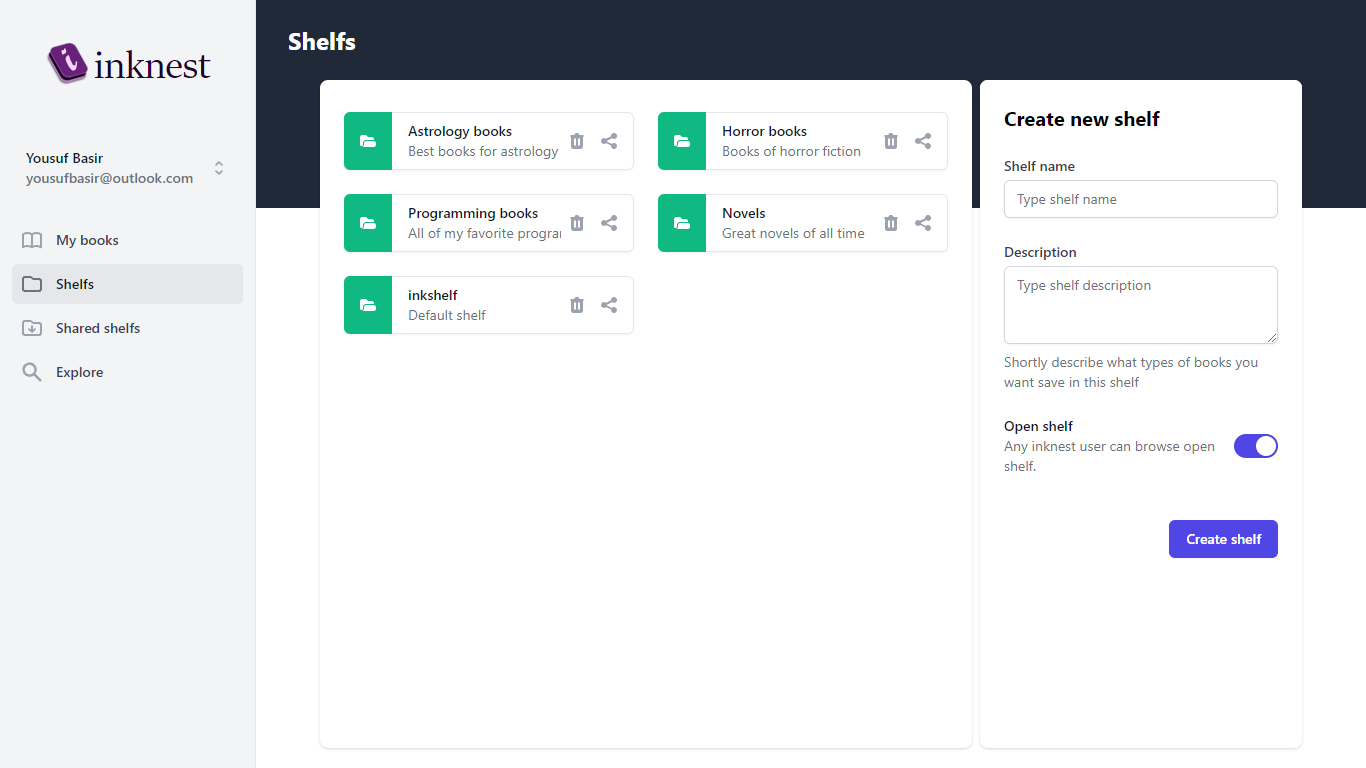 inknest
Yousuf Basir
yousufbasir@outlook.com
My books
Shelfs
Shared shelfs
Explore
Shelfs
Astrology books
Best books for astrology
Horror books
Books of horror fiction
Programming books
All of my favorite progra
Novels
Great novels of all time
inkshelf
Default shelf
Create new shelf
Shelf name
Type shelf name
Description
Type shelf description
Shortly describe what types of books you
want save in this shelf
Open shelf
Any inknest user can browse open
shelf.
Create shelf